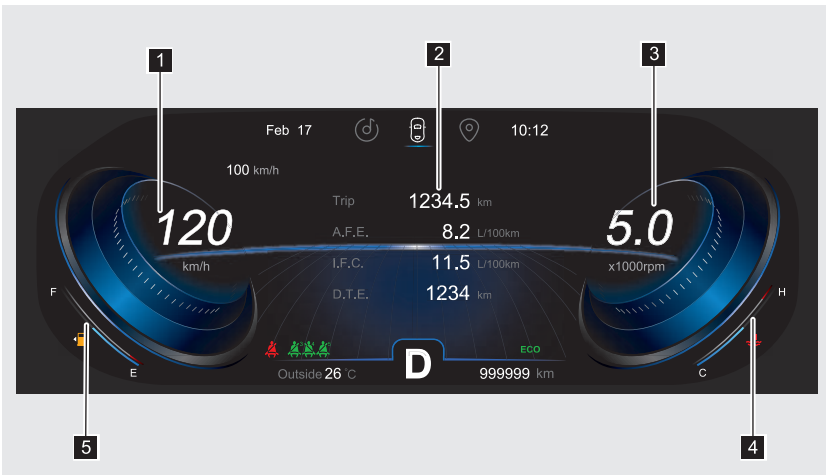 1
2
3
Feb 17
10:12
100 km/h
Trip 1234.5 km
120
km/h
A.F.E. 8.2 L/100km
5.0
x1000rpm
I.F.C. 11.5 L/100km
D.T.E. 1234 km
F
H
E
C
ECO
Outside 26 °C
D
999999 km
5
4